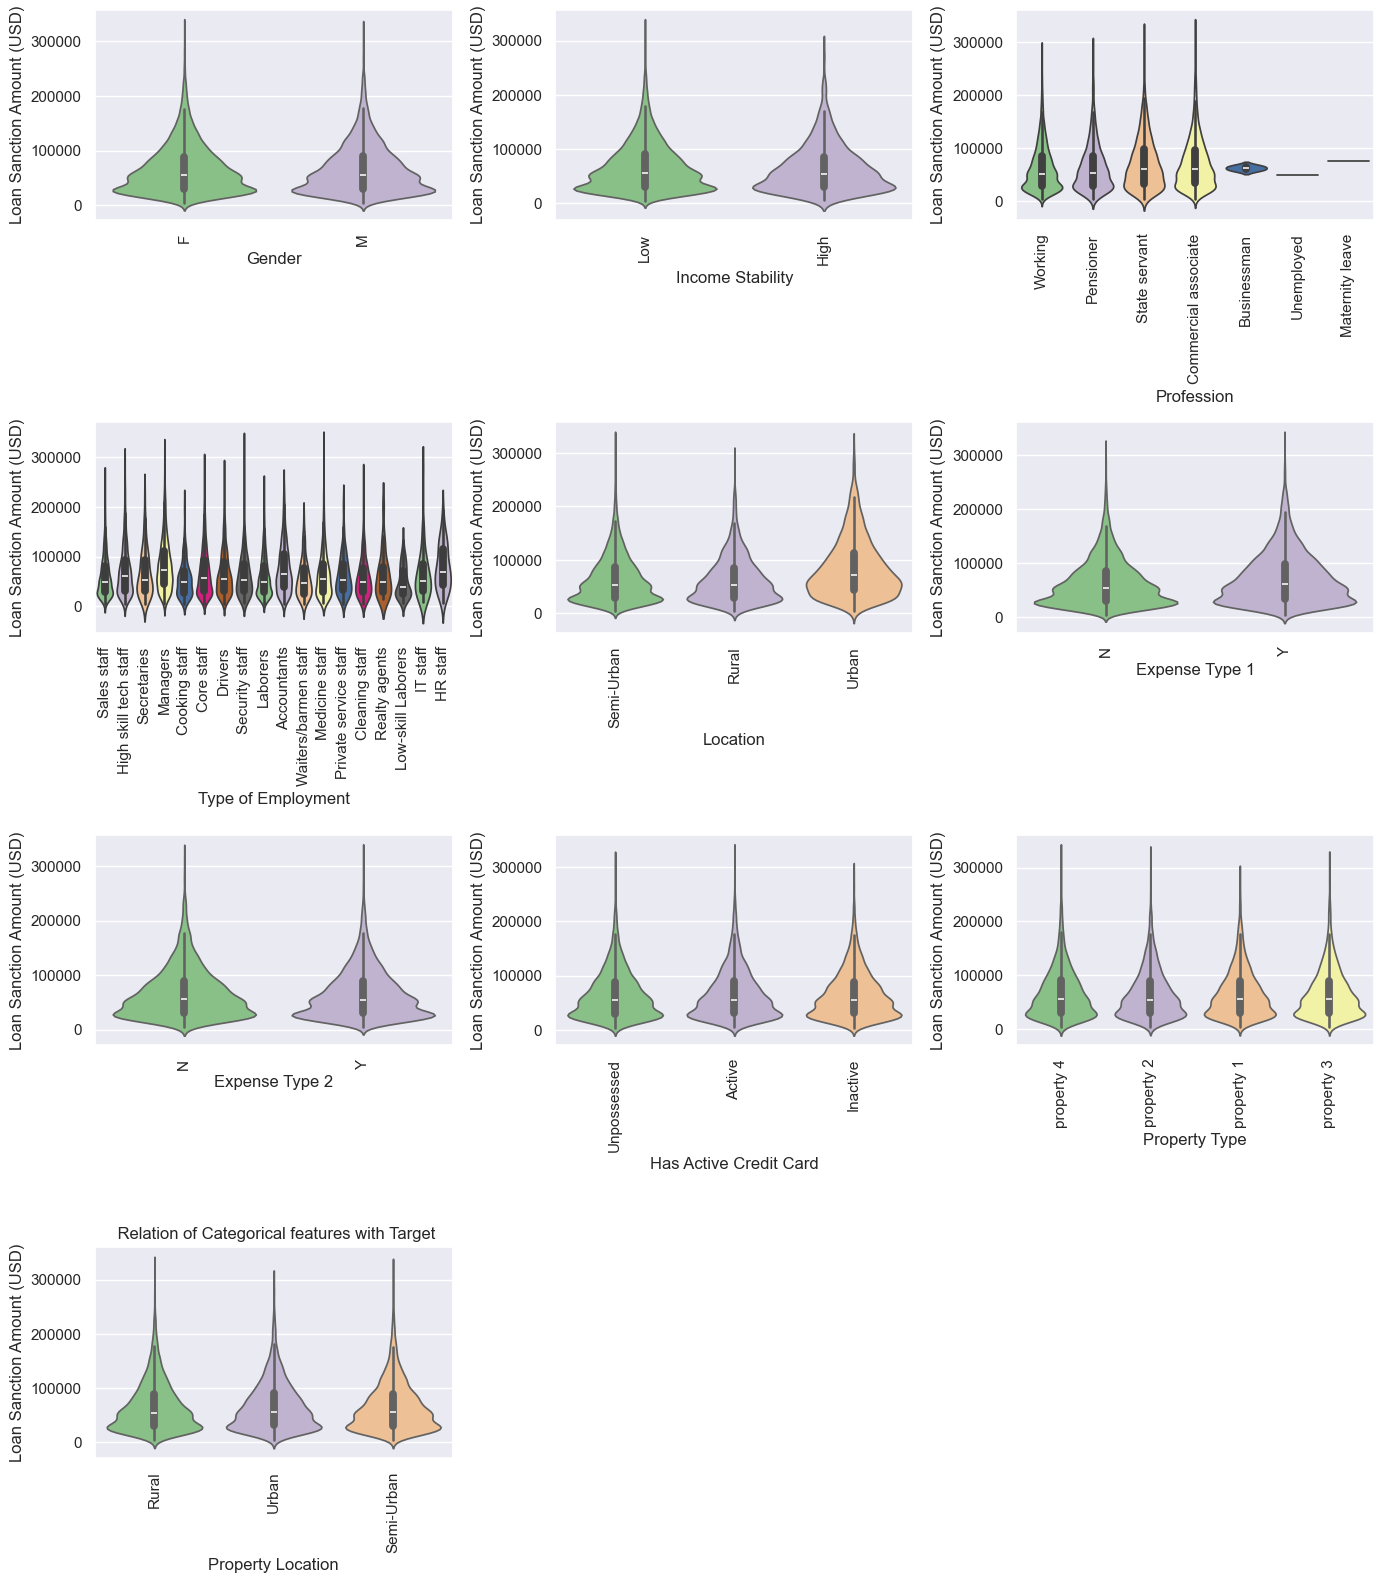 Loan Sanction Amount (USD)
300000
200000
100000
0
F
M
Gender
Loan Sanction Amount (USD)
300000
200000
100000
0
Low
High
Income Stability
Loan Sanction Amount (USD)
300000
200000
100000
0
Working
Pensioner
State servant
Commercial associate
Businessman
Unemployed
Maternity leave
Profession
Loan Sanction Amount (USD)
300000
200000
100000
0
Sales staff
High skill tech staff
Secretaries
Managers
Cooking staff
Core staff
Drivers
Security staff
Laborers
Accountants
Waiters/barmen staff
Medicine staff
Private service staff
Cleaning staff
Realty agents
Low-skill Laborers
IT staff
HR staff
Type of Employment
Loan Sanction Amount (USD)
300000
200000
100000
0
Semi-Urban
Rural
Urban
Location
Loan Sanction Amount (USD)
300000
200000
100000
0
N
Y
Expense Type 1
Loan Sanction Amount (USD)
300000
200000
100000
0
N
Y
Expense Type 2
Loan Sanction Amount (USD)
300000
200000
100000
0
Unpossessed
Active
Inactive
Has Active Credit Card
Loan Sanction Amount (USD)
300000
200000
100000
0
property 4
property 2
property 1
property 3
Property Type
Relation of Categorical features with Target
Loan Sanction Amount (USD)
300000
200000
100000
0
Rural
Urban
Semi-Urban
Property Location